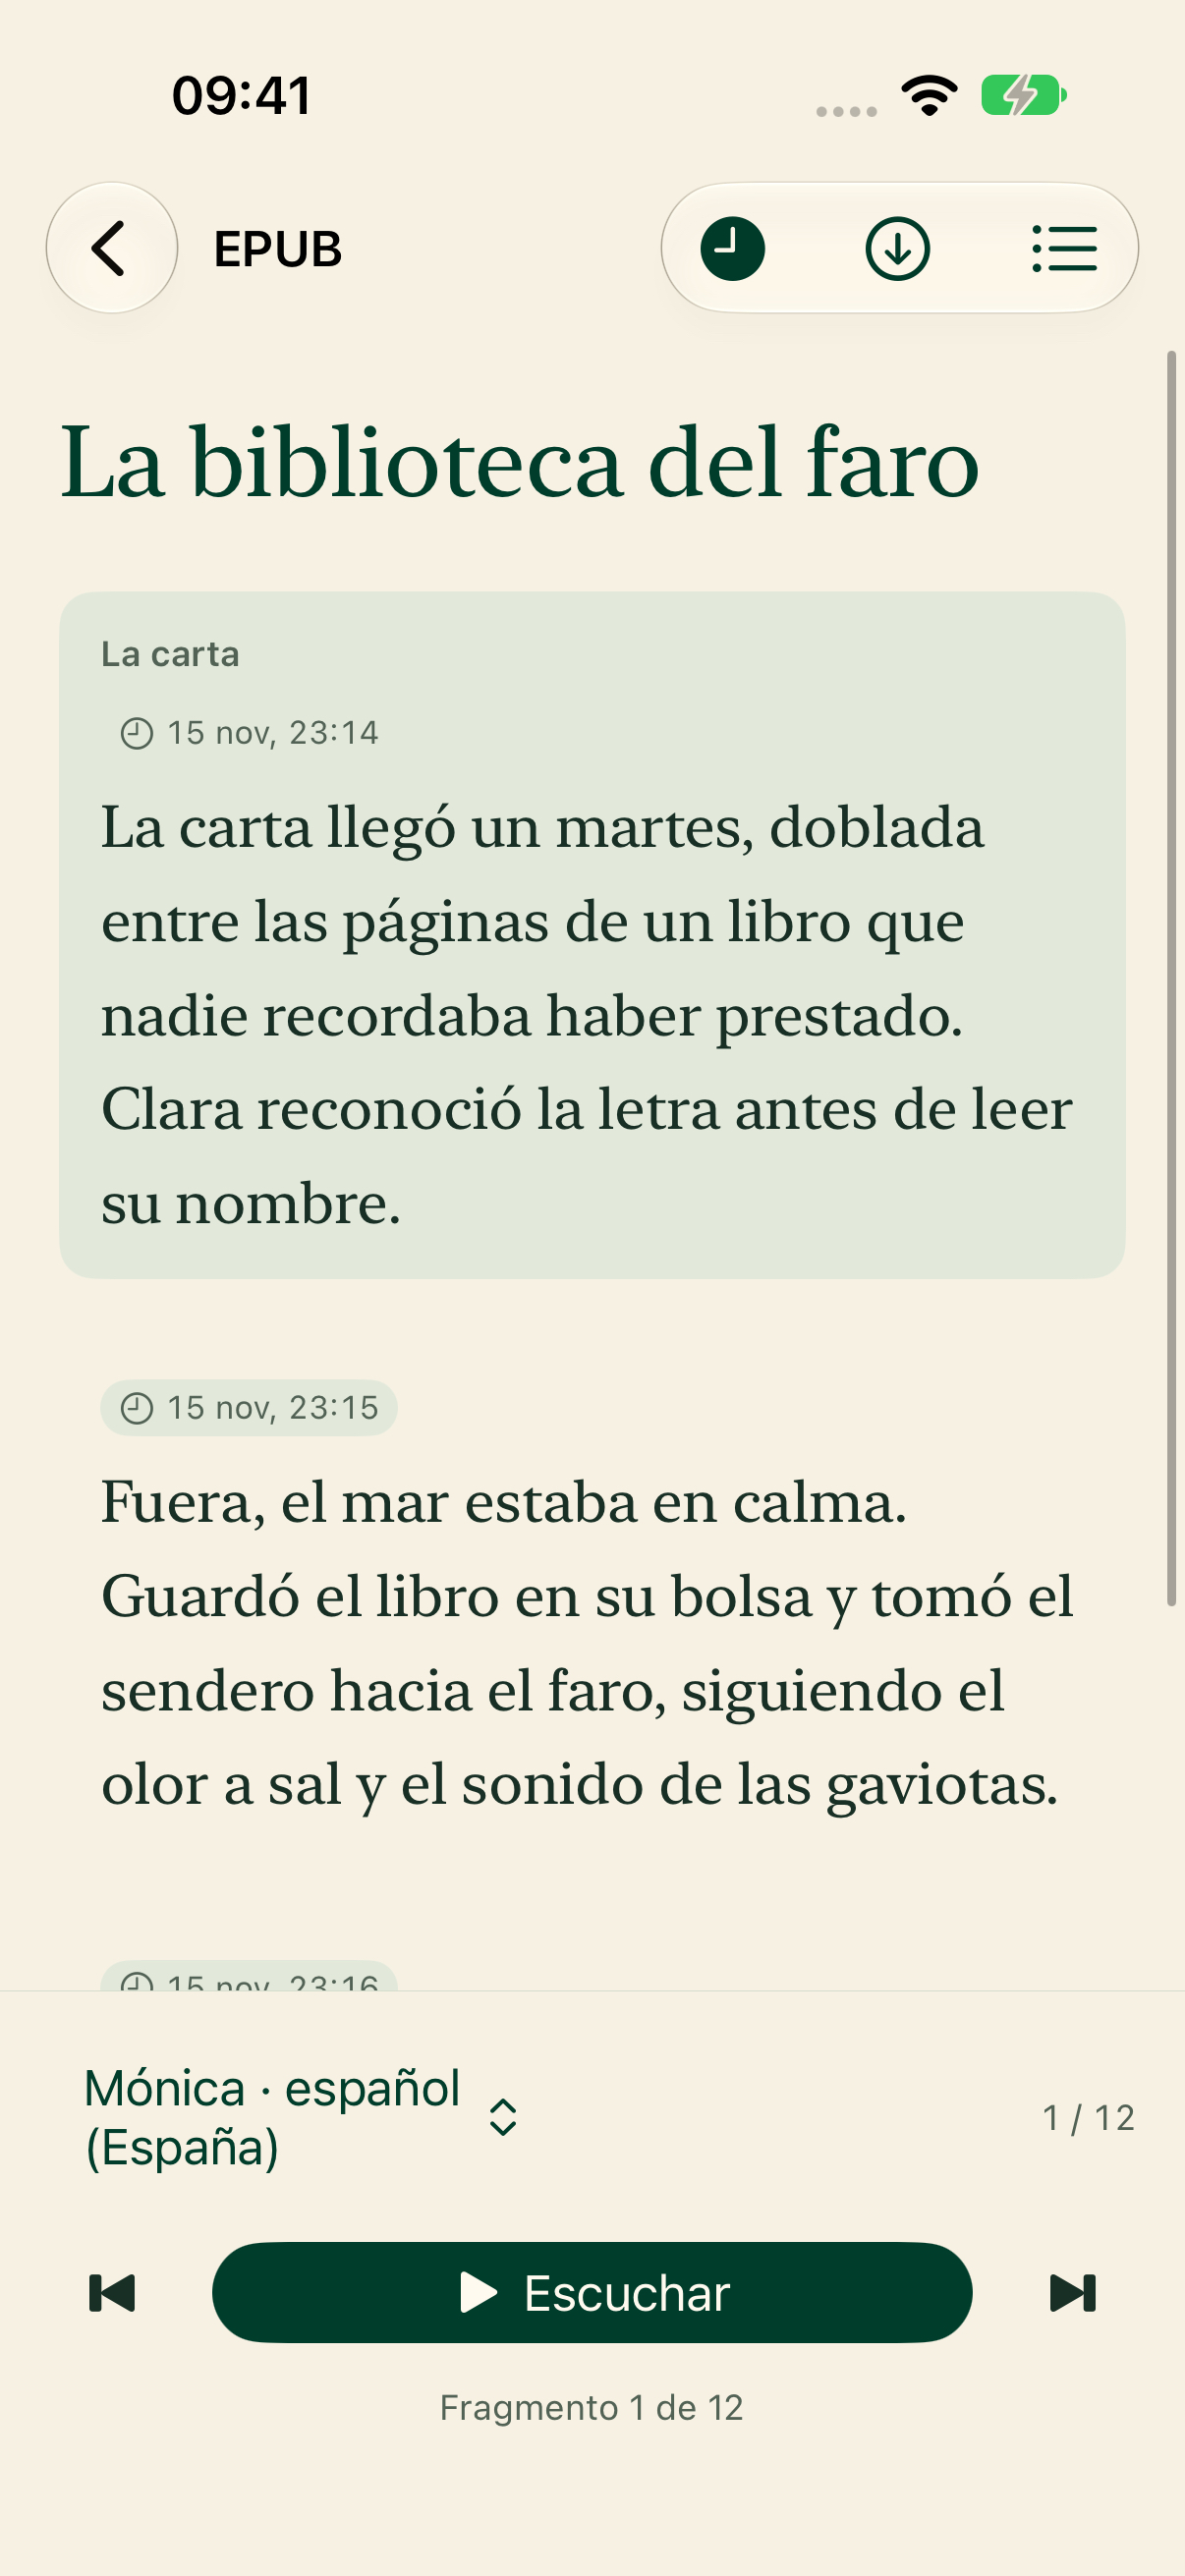 09:41
EPUB
La biblioteca del faro
La carta
15 nov, 23:14
La carta llegó un martes, doblada
entre las páginas de un libro que
nadie recordaba haber prestado.
Clara reconoció la letra antes de leer
su nombre.
15 nov, 23:15
Fuera, el mar estaba en calma.
Guardó el libro en su bolsa y tomó el
sendero hacia el faro, siguiendo el
olor a sal y el sonido de las gaviotas.
15 nov, 23:16
Mónica · español
(España)
1 / 12
Escuchar
Fragmento 1 de 12